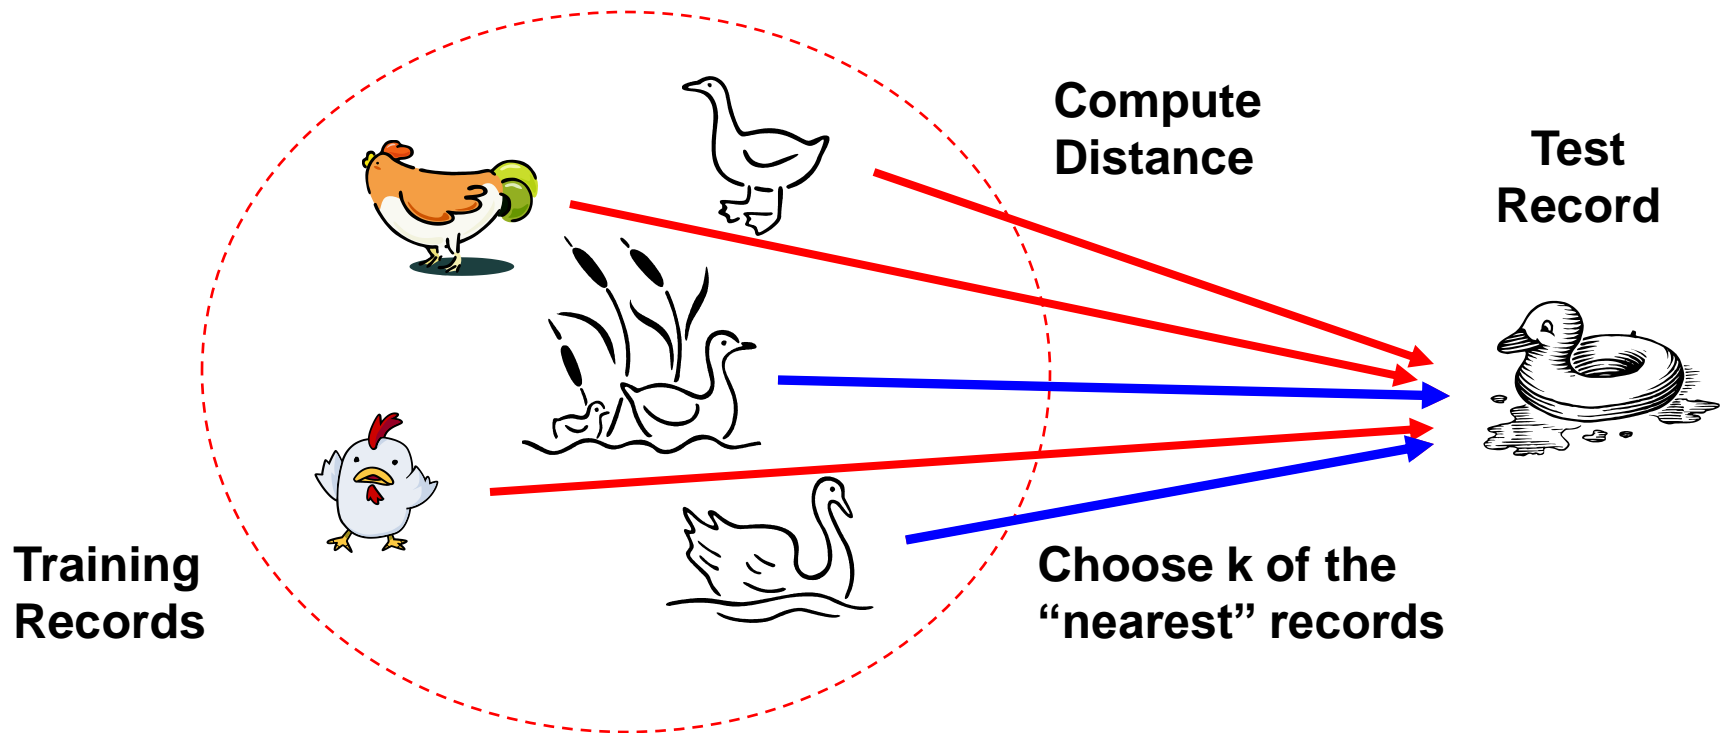 Compute
Distance
Test
Record
Training
Records
Choose k of the
“nearest” records